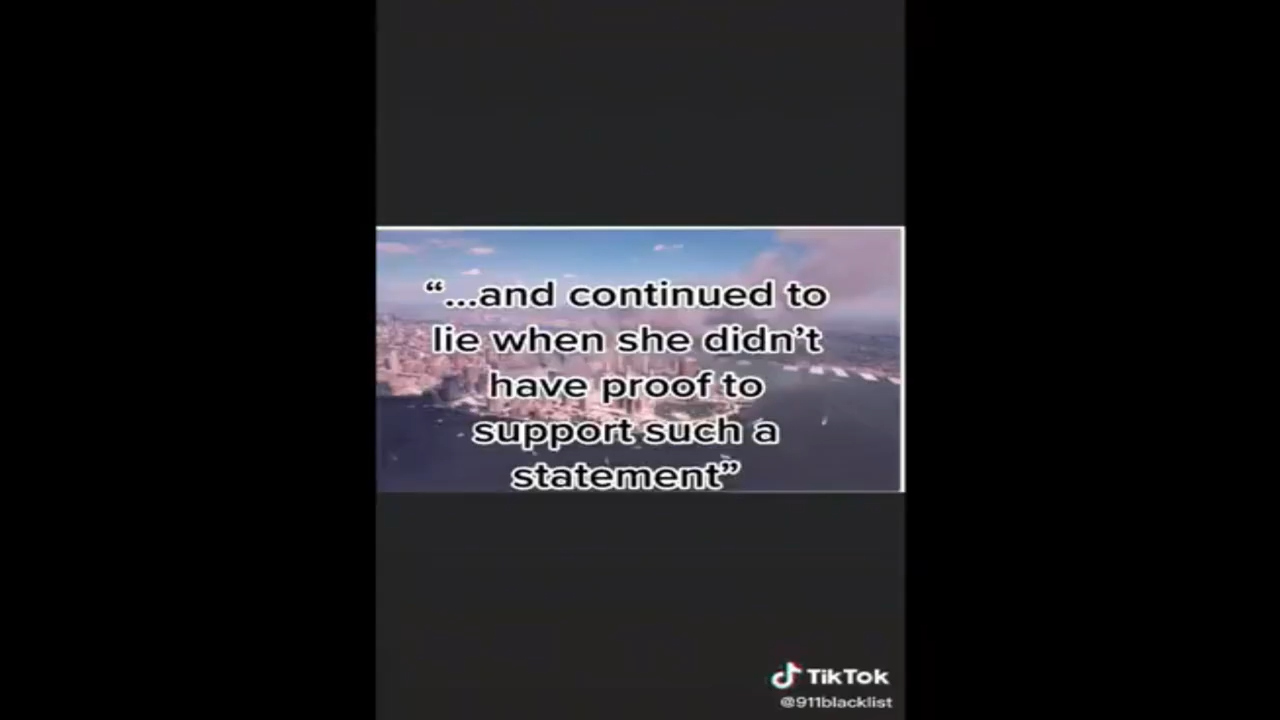 “...and continued to
lie when she didn’t
have proof to
support such a
statement”
TikTok
@911blacklist